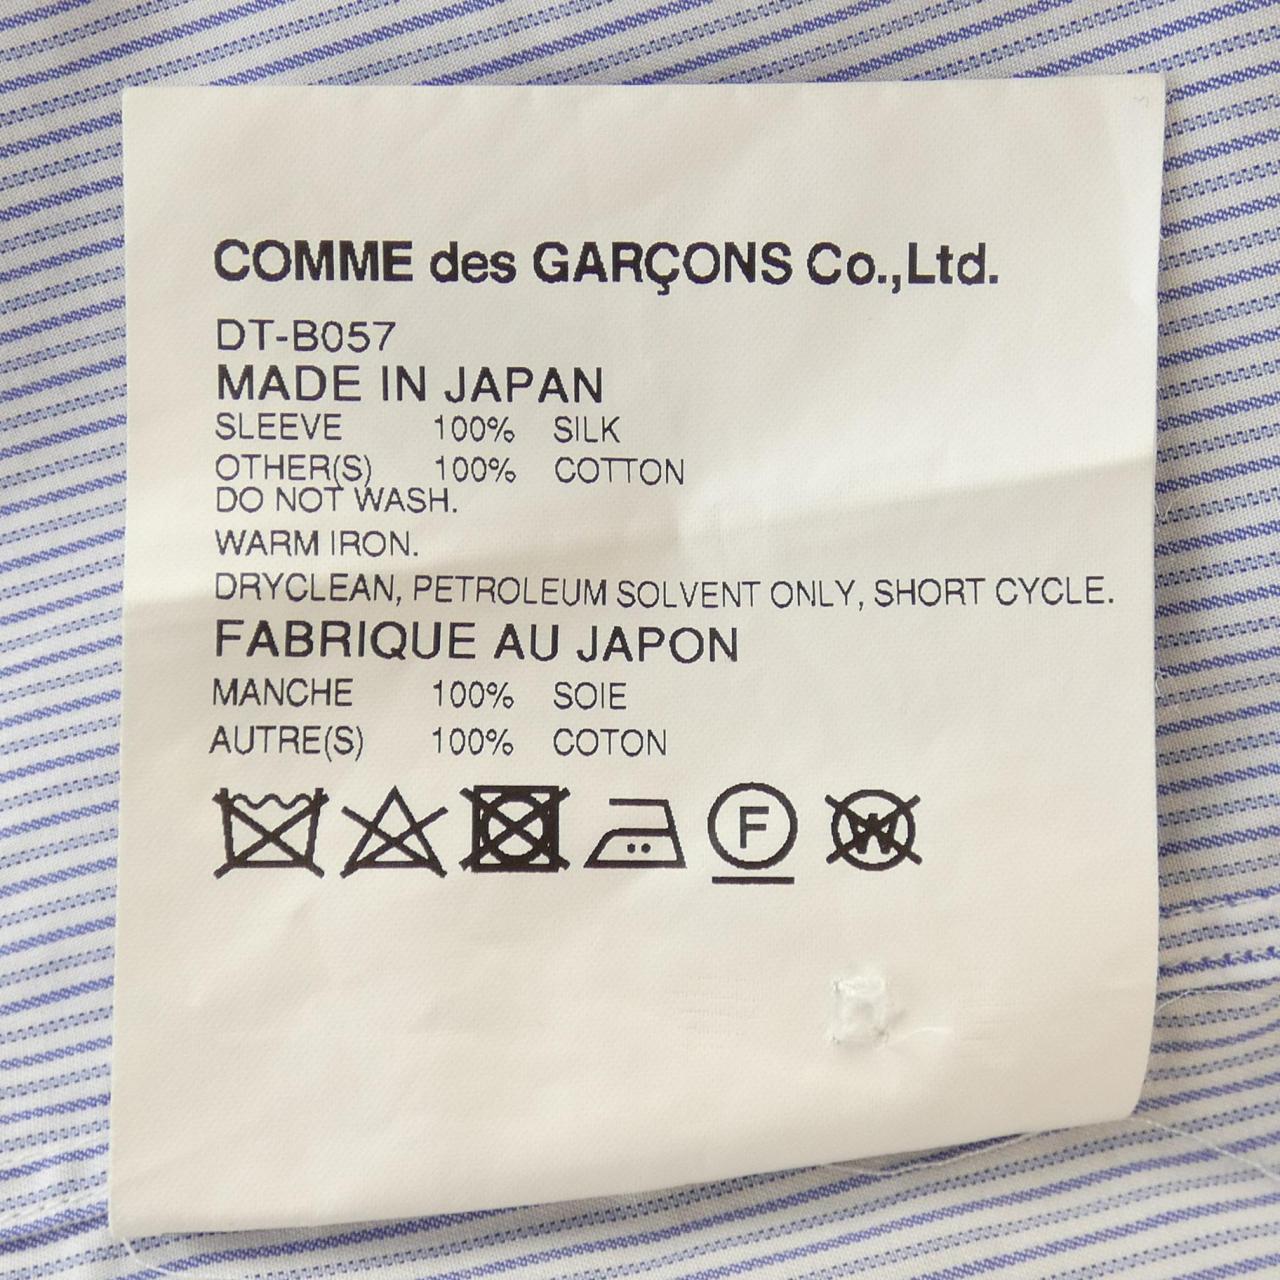 COMME des GARÇONS Co.,Ltd.
DT-B057
MADE IN JAPAN
SLEEVE 100% SILK
OTHER(S) 100% COTTON
DO NOT WASH.
WARM IRON.
DRYCLEAN, PETROLEUM SOLVENT ONLY, SHORT CYCLE.
FABRIQUE AU JAPON
MANCHE 100% SOIE
AUTRE(S) 100% COTON
F W